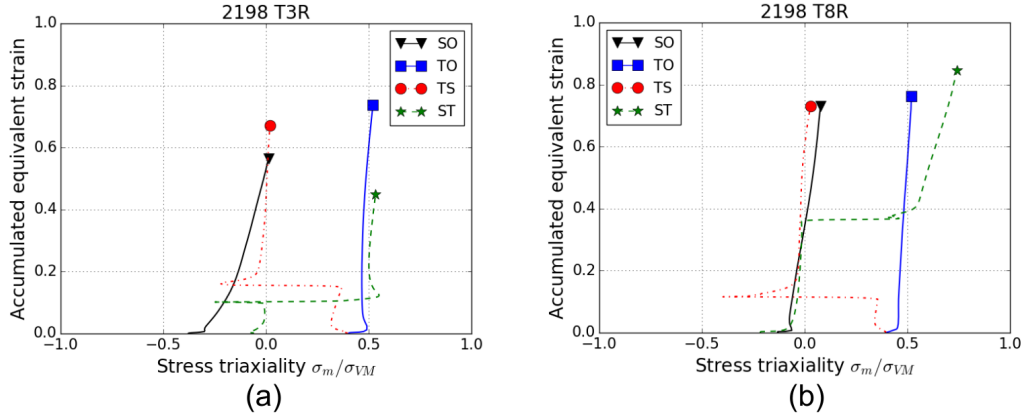 2198 T3R
Accumulated equivalent strain
1.0
0.8
0.6
0.4
0.2
0.0
SO
TO
TS
ST
−1.0
−0.5
0.0
0.5
1.0
Stress triaxiality σm/σVM
(a)
2198 T8R
Accumulated equivalent strain
1.0
0.8
0.6
0.4
0.2
0.0
SO
TO
TS
ST
−1.0
−0.5
0.0
0.5
1.0
Stress triaxiality σm/σVM
(b)